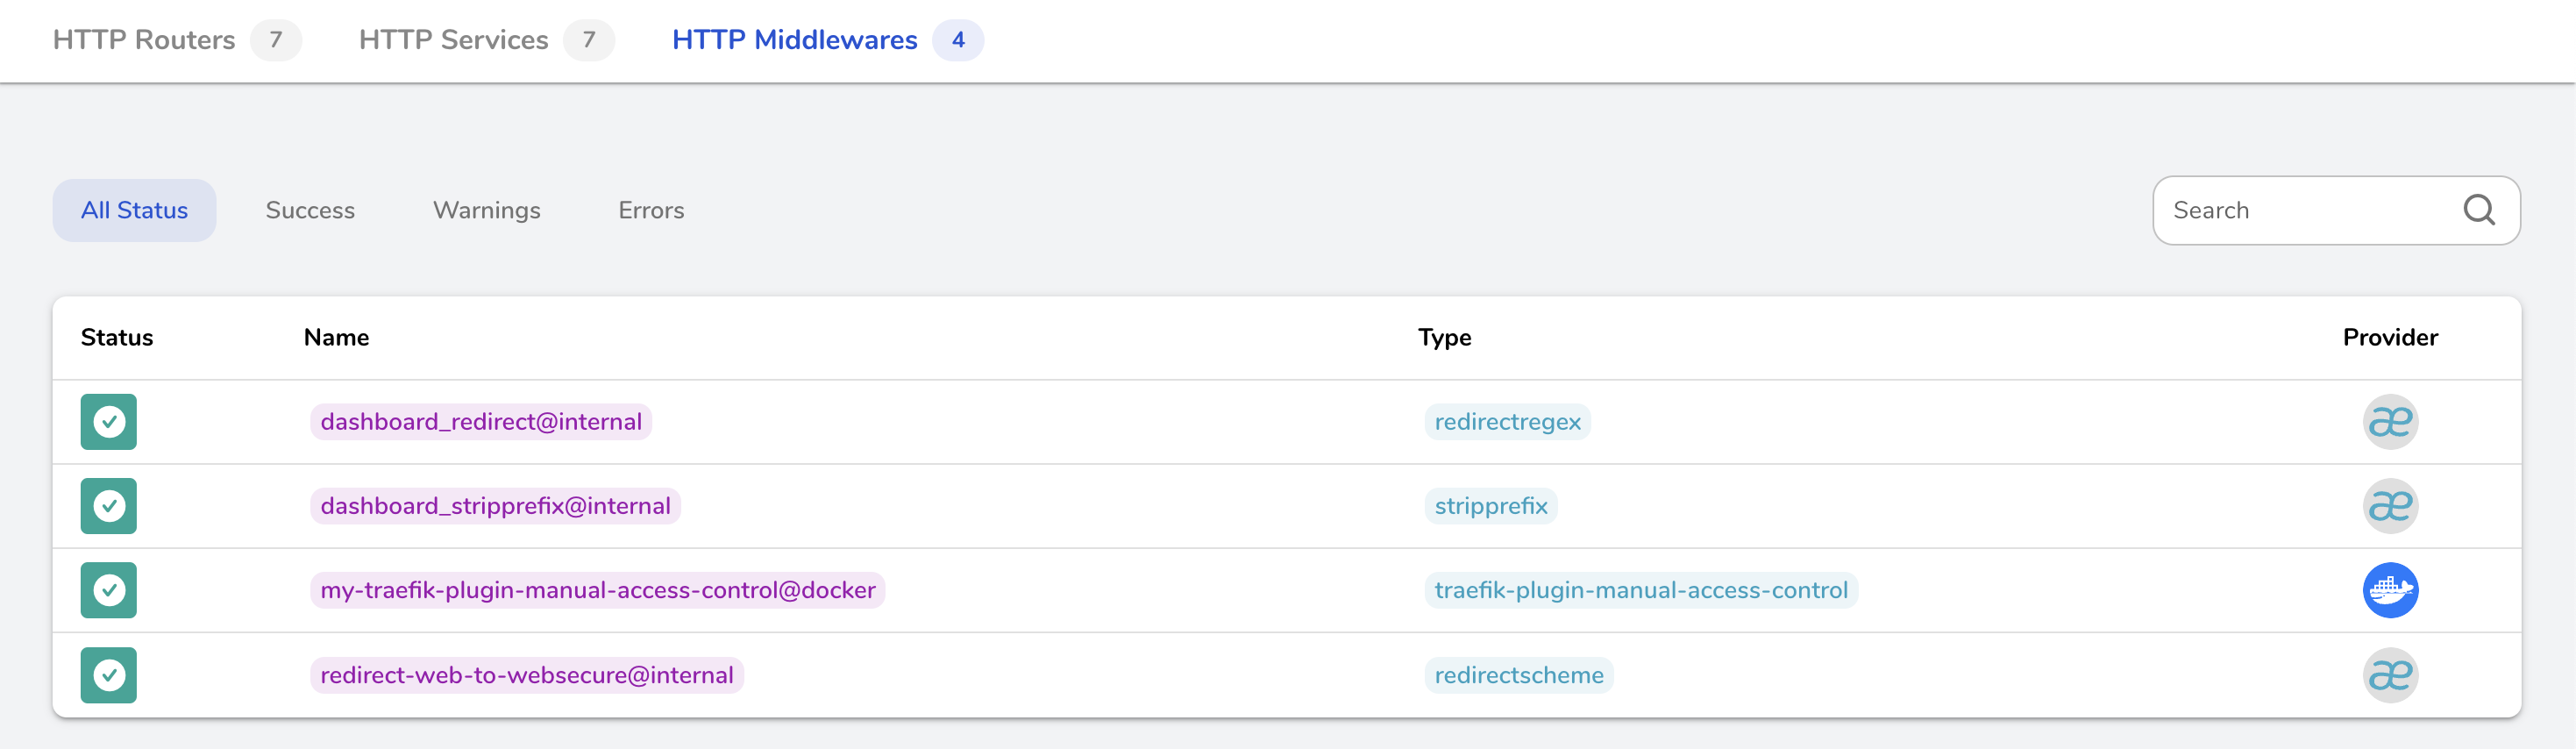 HTTP Routers 7 HTTP Services 7 HTTP Middlewares 4
All Status Success Warnings Errors Search
Status Name Type Provider
dashboard_redirect@internal redirectregex æ
dashboard_stripprefix@internal stripprefix æ
my-traefik-plugin-manual-access-control@docker traefik-plugin-manual-access-control
redirect-web-to-websecure@internal redirectscheme æ